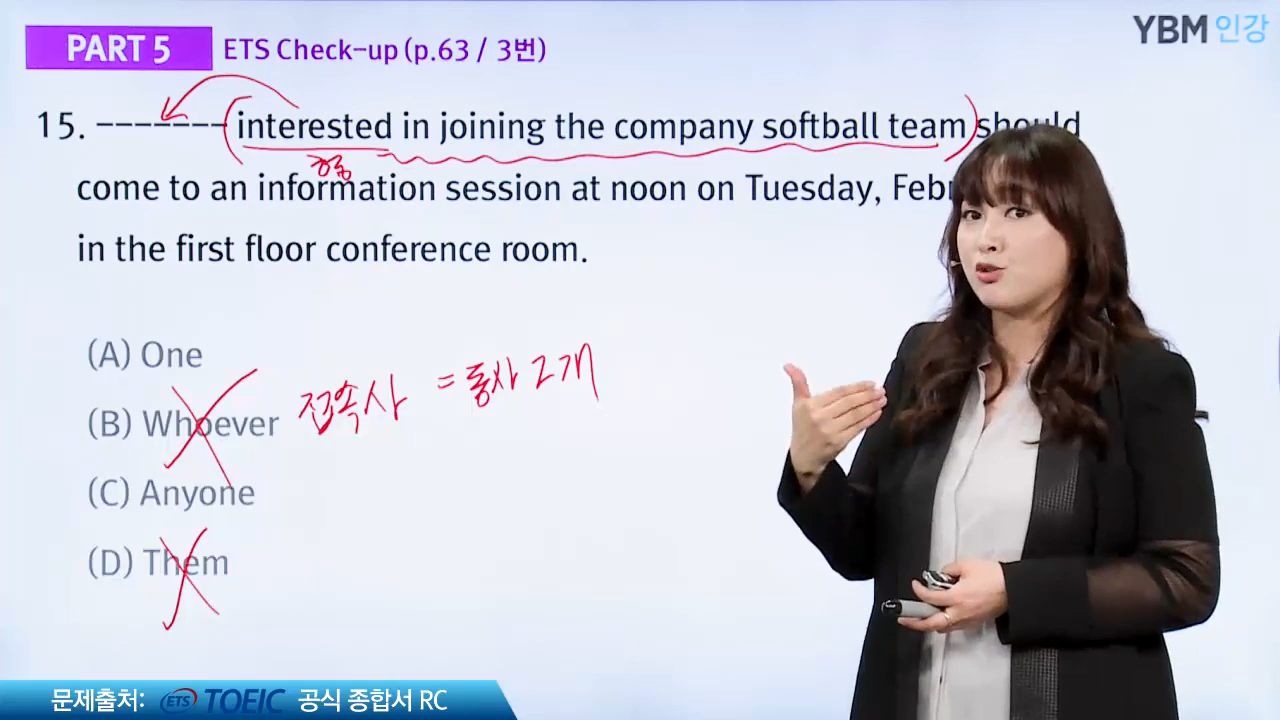 PART 5
ETS Check-up (p.63 / 3번)
YBM 인강
15. ------- interested in joining the company softball team should
come to an information session at noon on Tuesday,
in the first floor conference room.
(A) One
(B) Whoever 접속사 = 동사 2개
(C) Anyone
(D) Them
문제출처: ETS TOEIC 공식 종합서 RC